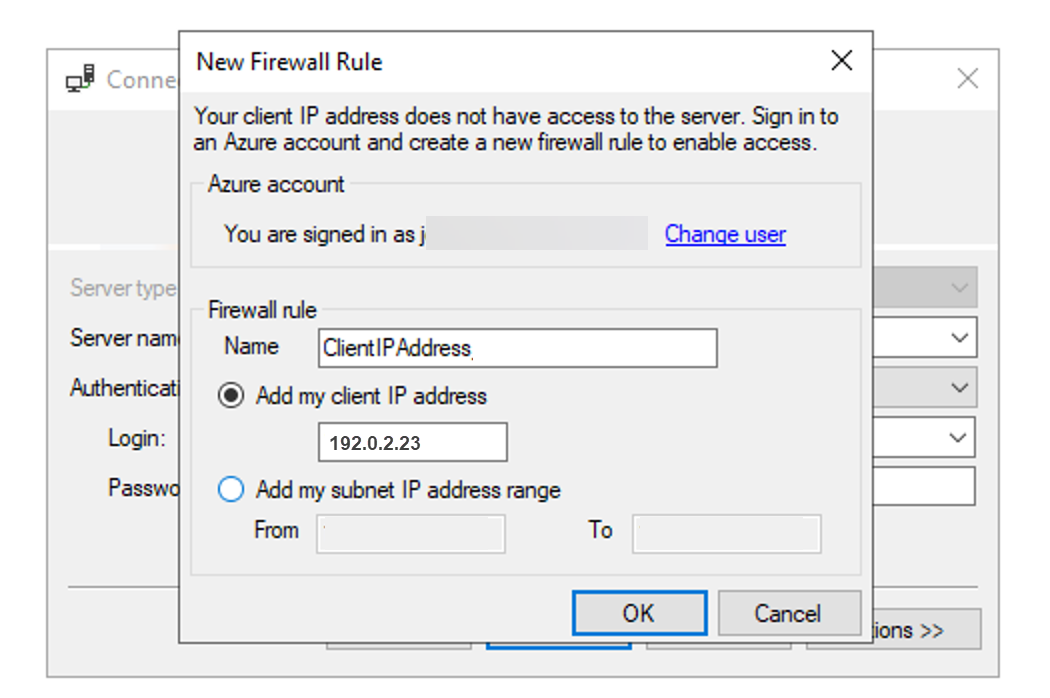 New Firewall Rule
Conne
Your client IP address does not have access to the server. Sign in to
an Azure account and create a new firewall rule to enable access.
Azure account
You are signed in as j
Change user
Server type
Firewall rule
Server nam
Name ClientIPAddress
Authenticati
Add my client IP address
Login:
192.0.2.23
Passwo
Add my subnet IP address range
From To
OK Cancel
ions >>